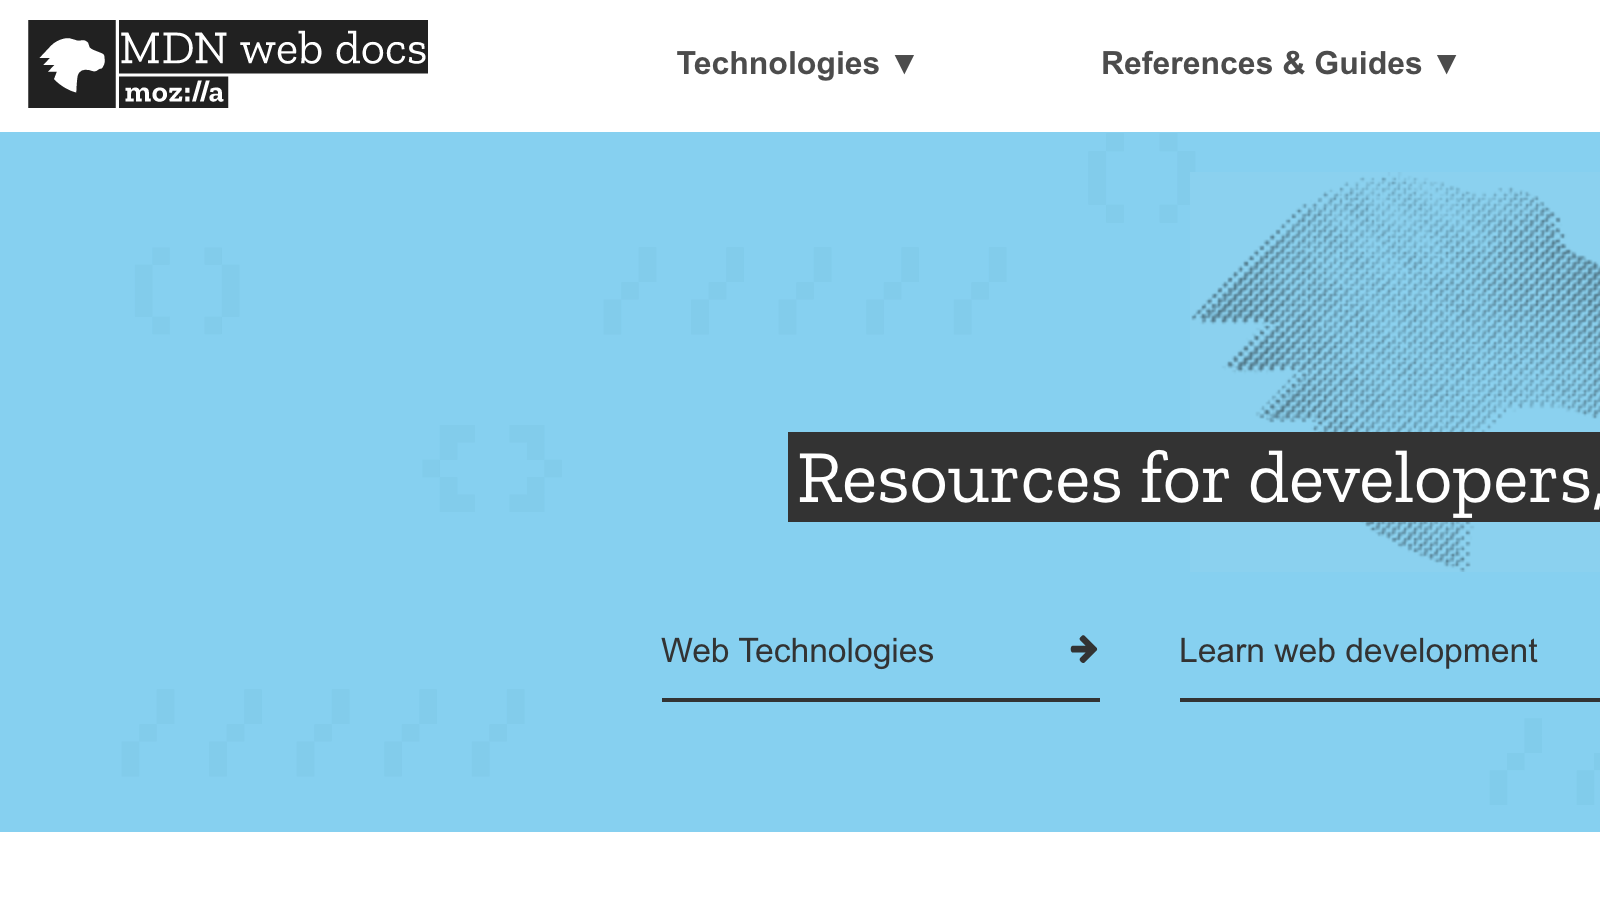 MDN web docs
moz://a
Technologies ▼
References & Guides ▼
Resources for developers,
Web Technologies
Learn web development